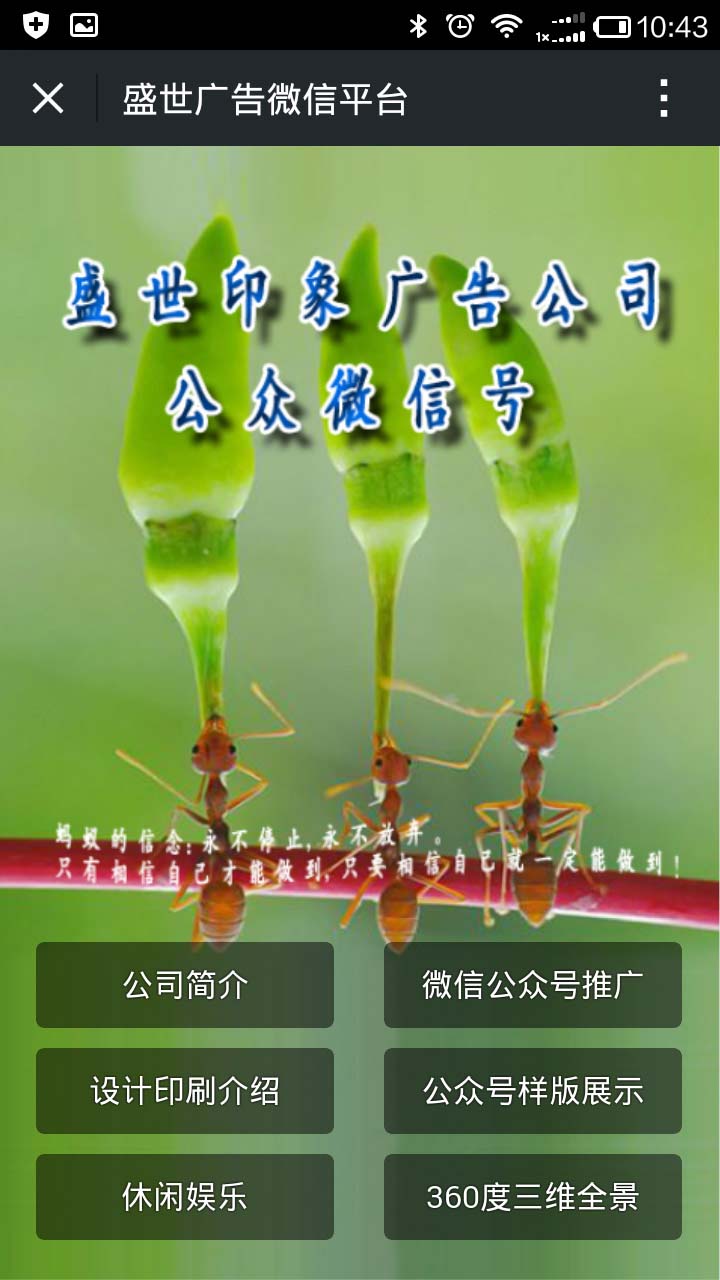 1x 10:43
盛世广告微信平台
盛世印象广告公司
公众微信号
蚂蚁的信念:永不停止,永不放弃。
只有相信自己才能做到,只要相信自己就一定能做到!
公司简介 微信公众号推广
设计印刷介绍 公众号样版展示
休闲娱乐 360度三维全景